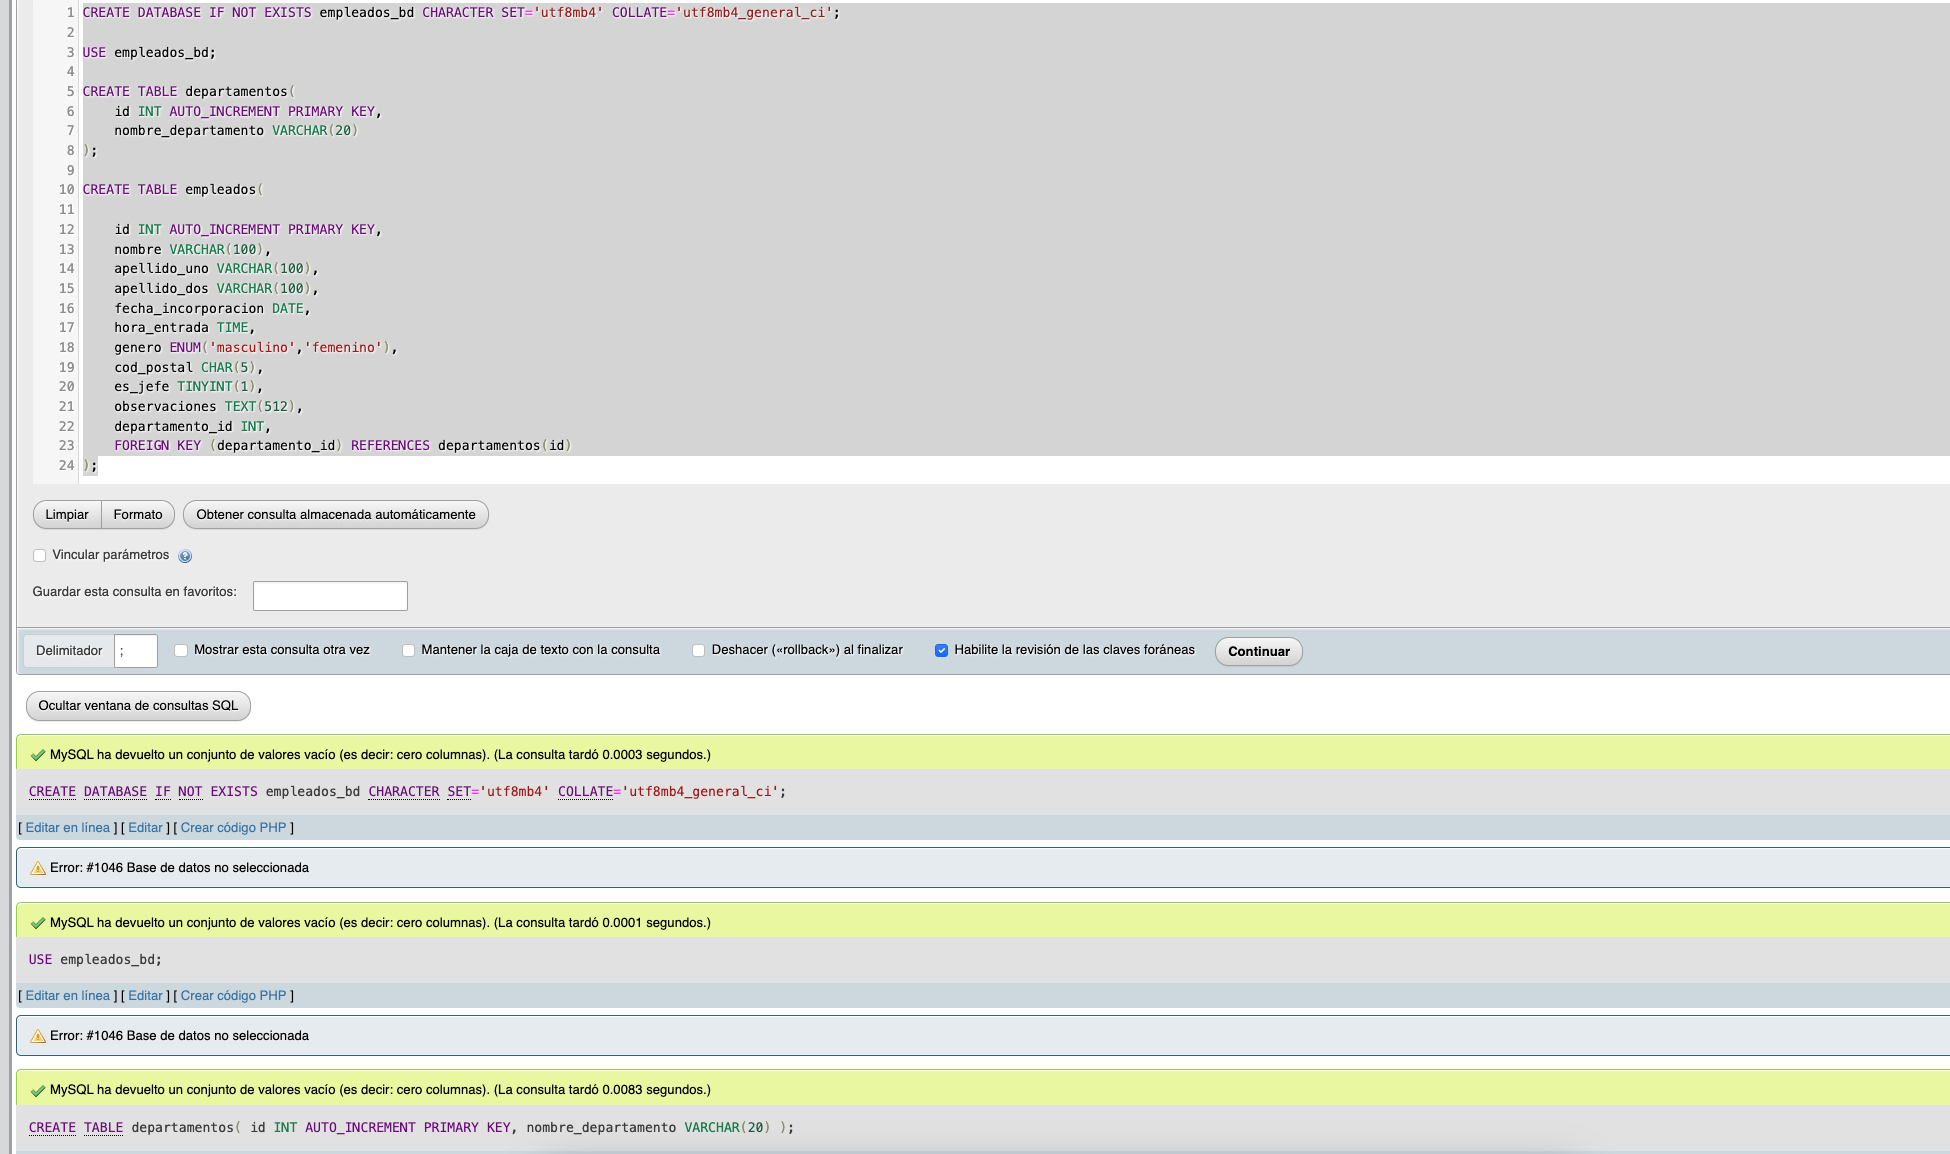 1 CREATE DATABASE IF NOT EXISTS empleados_bd CHARACTER SET='utf8mb4' COLLATE='utf8mb4_general_ci';
2
3 USE empleados_bd;
4
5 CREATE TABLE departamentos(
6 id INT AUTO_INCREMENT PRIMARY KEY,
7 nombre_departamento VARCHAR(20)
8 );
9
10 CREATE TABLE empleados(
11
12 id INT AUTO_INCREMENT PRIMARY KEY,
13 nombre VARCHAR(100),
14 apellido_uno VARCHAR(100),
15 apellido_dos VARCHAR(100),
16 fecha_incorporacion DATE,
17 hora_entrada TIME,
18 genero ENUM('masculino','femenino'),
19 cod_postal CHAR(5),
20 es_jefe TINYINT(1),
21 observaciones TEXT(512),
22 departamento_id INT,
23 FOREIGN KEY (departamento_id) REFERENCES departamentos(id)
24 );
Limpiar Formato Obtener consulta almacenada automáticamente
Vincular parámetros
Guardar esta consulta en favoritos:
Delimitador ; Mostrar esta consulta otra vez Mantener la caja de texto con la consulta Deshacer («rollback») al finalizar Habilite la revisión de las claves foráneas Continuar
Ocultar ventana de consultas SQL
MySQL ha devuelto un conjunto de valores vacío (es decir: cero columnas). (La consulta tardó 0.0003 segundos.)
CREATE DATABASE IF NOT EXISTS empleados_bd CHARACTER SET='utf8mb4' COLLATE='utf8mb4_general_ci';
[ Editar en línea ] [ Editar ] [ Crear código PHP ]
Error: #1046 Base de datos no seleccionada
MySQL ha devuelto un conjunto de valores vacío (es decir: cero columnas). (La consulta tardó 0.0001 segundos.)
USE empleados_bd;
[ Editar en línea ] [ Editar ] [ Crear código PHP ]
Error: #1046 Base de datos no seleccionada
MySQL ha devuelto un conjunto de valores vacío (es decir: cero columnas). (La consulta tardó 0.0083 segundos.)
CREATE TABLE departamentos( id INT AUTO_INCREMENT PRIMARY KEY, nombre_departamento VARCHAR(20) );